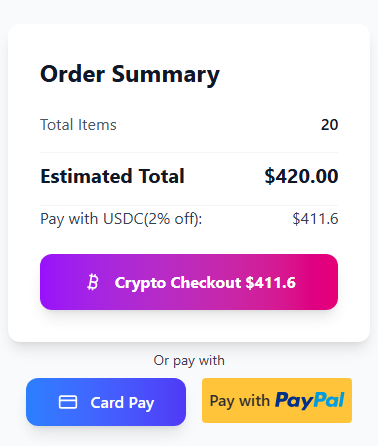 Order Summary
Total Items 20
Estimated Total $420.00
Pay with USDC(2% off): $411.6
Crypto Checkout $411.6
Or pay with
Card Pay Pay with PayPal